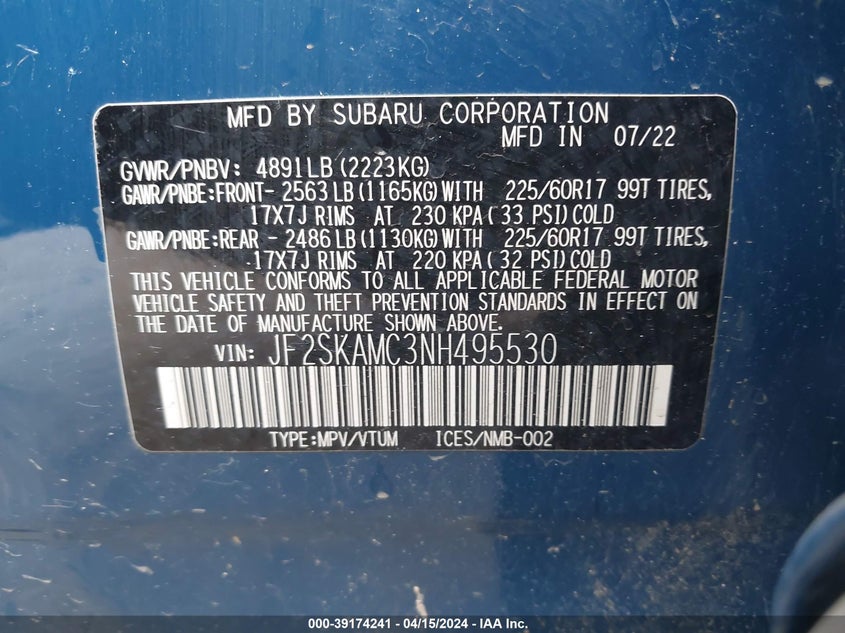 MFD BY SUBARU CORPORATION
MFD IN 07/22
GVWR/PNBV: 4891LB (2223KG)
GAWR/PNBE:FRONT- 2563 LB (1165KG) WITH 225/60R17 99T TIRES,
17X7J RIMS AT 230 KPA ( 33 PSI) COLD
GAWR/PNBE:REAR - 2486 LB (1130KG) WITH 225/60R17 99T TIRES,
17X7J RIMS AT 220 KPA ( 32 PSI) COLD
THIS VEHICLE CONFORMS TO ALL APPLICABLE FEDERAL MOTOR
VEHICLE SAFETY AND THEFT PREVENTION STANDARDS IN EFFECT ON
THE DATE OF MANUFACTURE SHOWN ABOVE.
VIN: JF2SKAMC3NH495530
TYPE:MPV/VTUM ICES/NMB-002
000-39174241 - 04/15/2024 - IAA Inc.